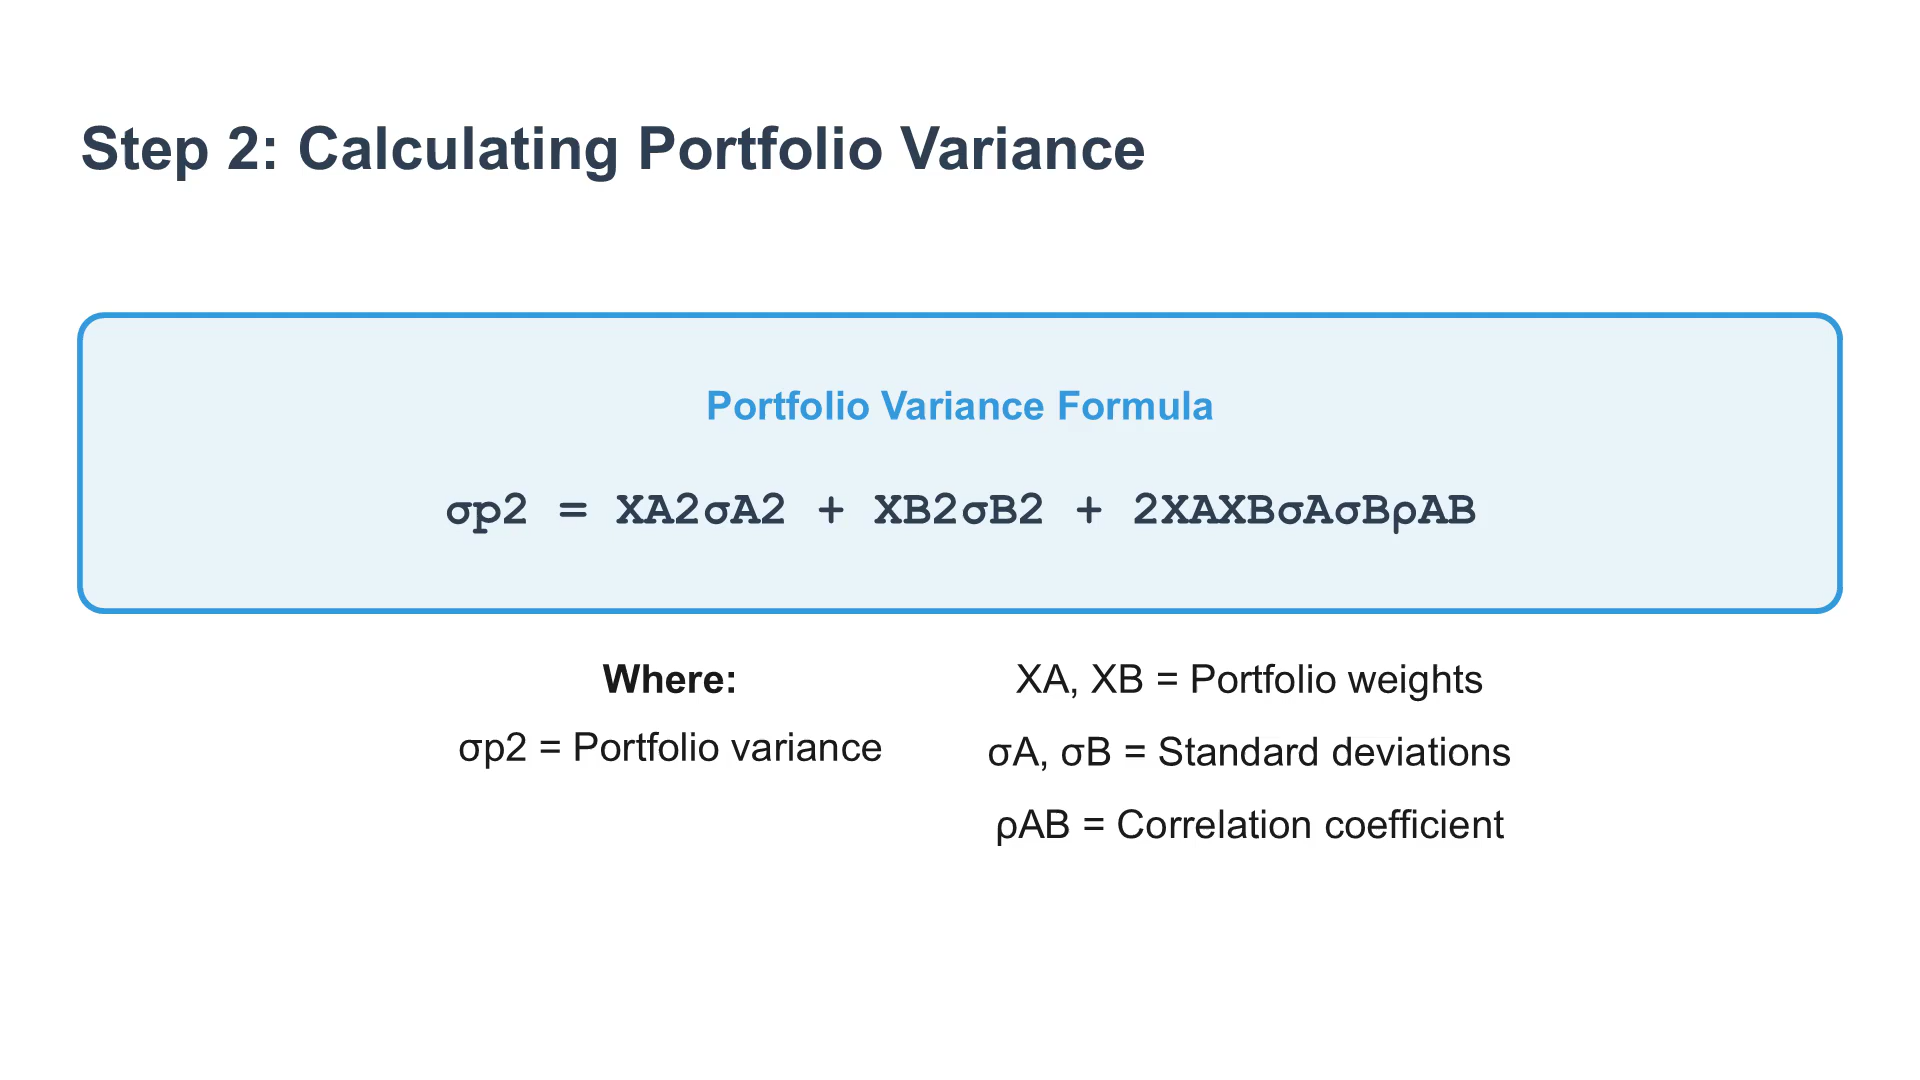 Step 2: Calculating Portfolio Variance
Portfolio Variance Formula
σp2 = XA2σA2 + XB2σB2 + 2XAXBσAσBρAB
Where:
σp2 = Portfolio variance
XA, XB = Portfolio weights
σA, σB = Standard deviations
ρAB = Correlation coefficient